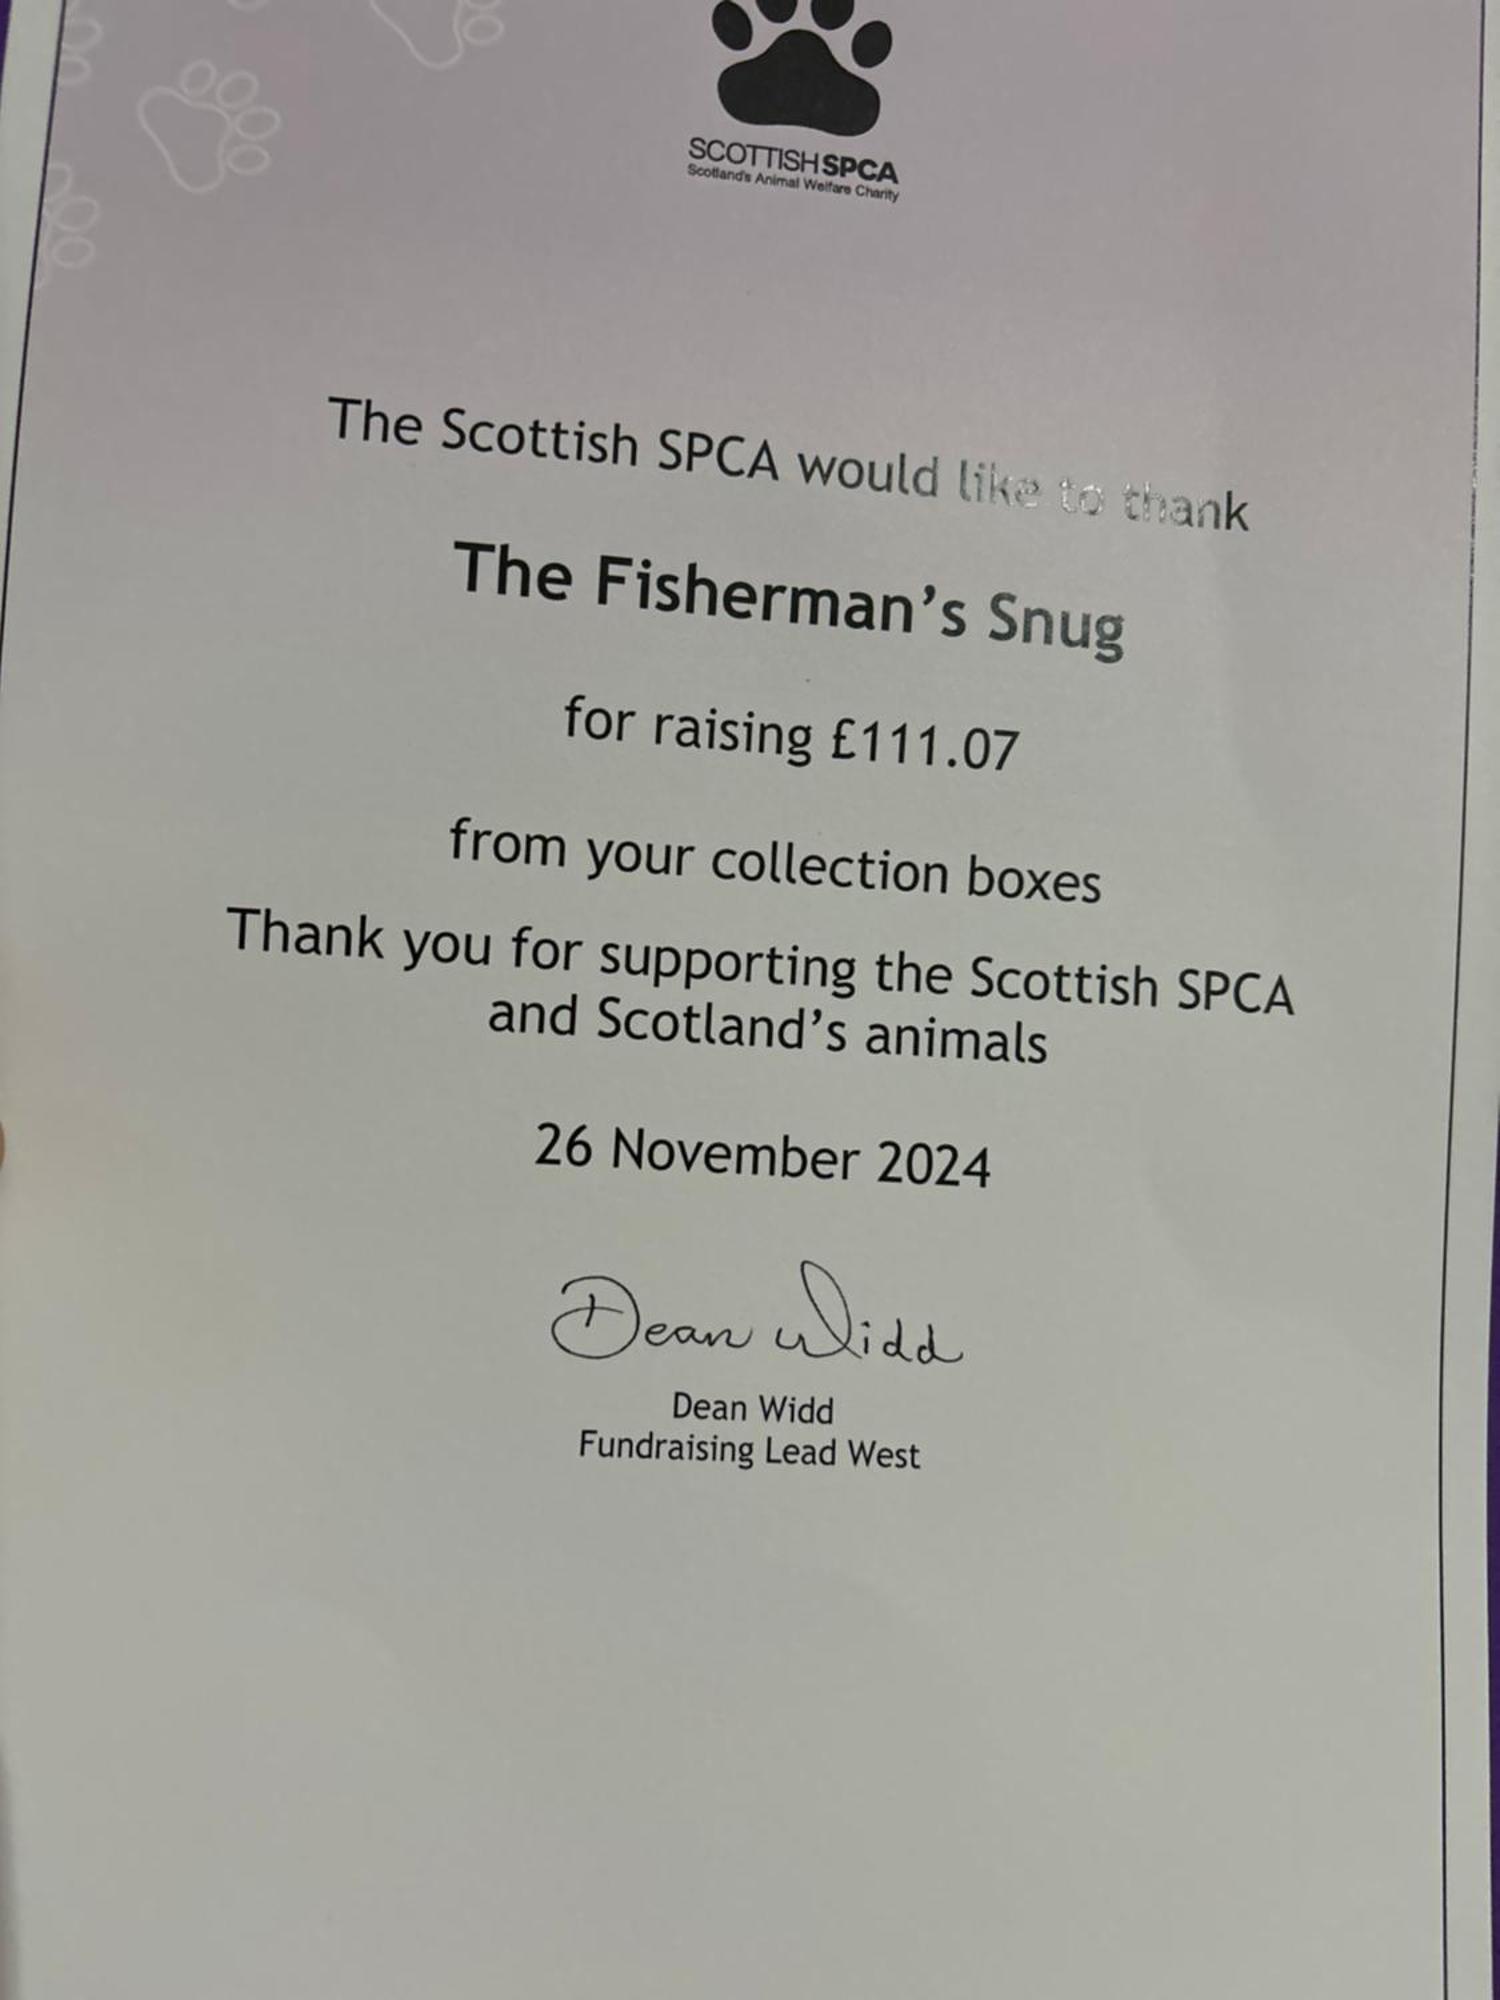 SCOTTISHSPCA
Scotland's Animal Welfare Charity
The Scottish SPCA would like to thank
The Fisherman’s Snug
for raising £111.07
from your collection boxes
Thank you for supporting the Scottish SPCA
and Scotland’s animals
26 November 2024
Dean Widd
Dean Widd
Fundraising Lead West